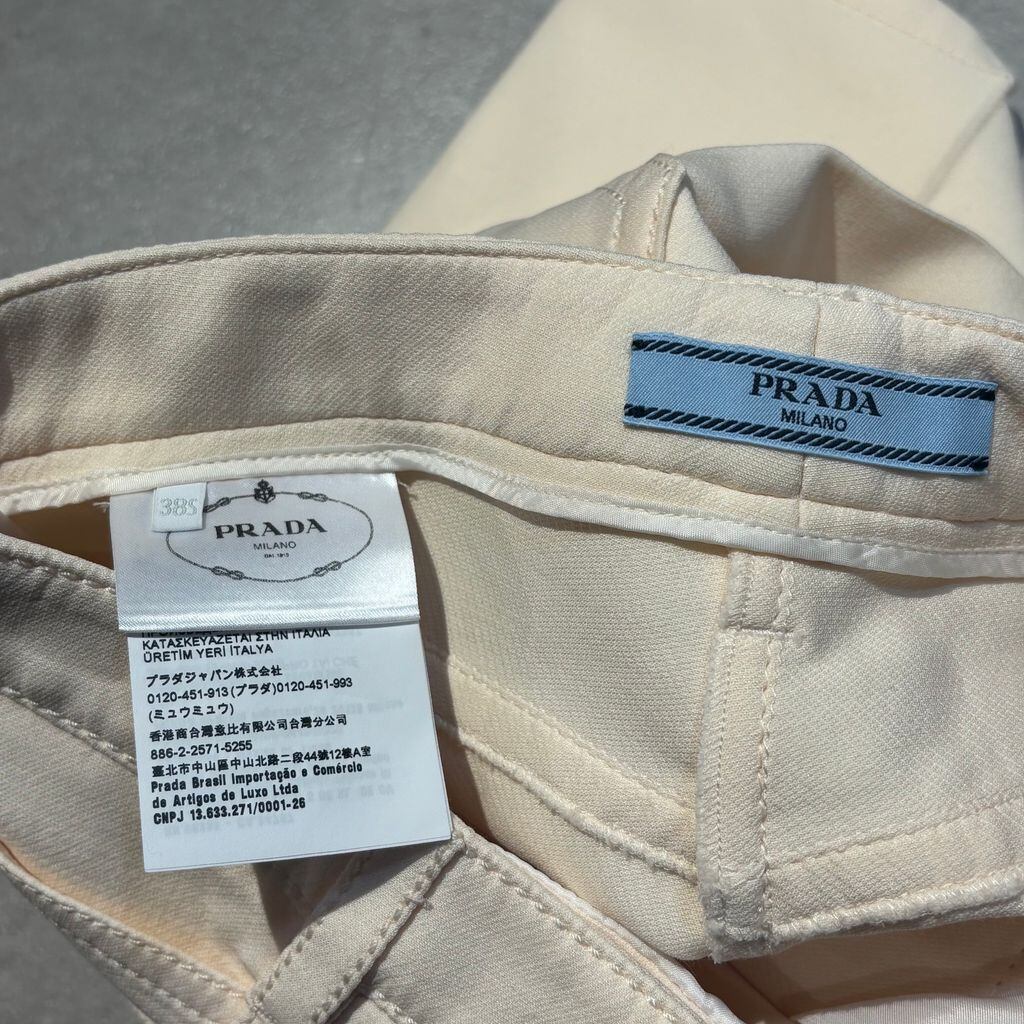 PRADA
MILANO
38S
PRADA
MILANO
DAL 1913
ΚΑΤΑΣΚΕΥΑΖΕΤΑΙ ΣΤΗΝ ΙΤΑΛΙΑ
ÜRETİM YERİ İTALYA
プラダジャパン株式会社
0120-451-913(プラダ)0120-451-993
(ミュウミュウ)
香港商台灣意比有限公司台灣分公司
886-2-2571-5255
臺北市中山區中山北路二段44號12樓A室
Prada Brasil Importação e Comércio
de Artigos de Luxo Ltda
CNPJ 13.633.271/0001-26